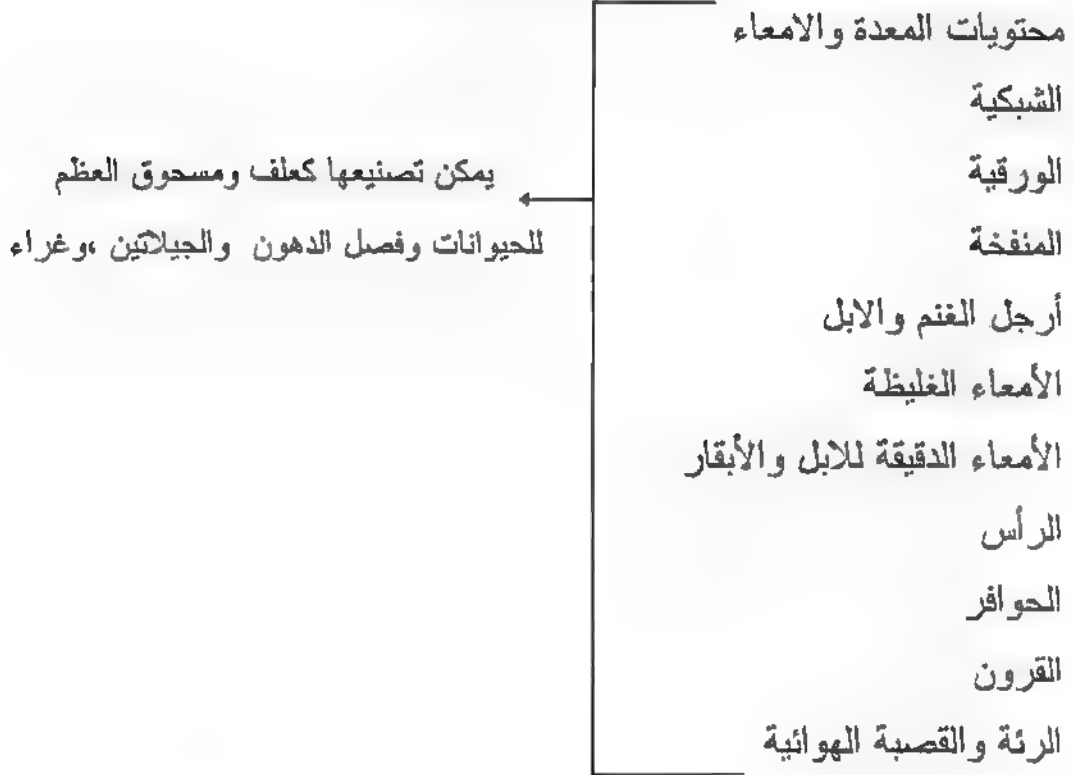 محتويات المعدة والامعاء
الشبكية
الورقية
المنفخة
أرجل الغنم والابل
الأمعاء الغليظة
الأمعاء الدقيقة للابل والأبقار
الرأس
الحوافر
القرون
الرئة والقصبة الهوائية
يمكن تصنيعها كعلف ومسحوق العظم
للحيوانات وفصل الدهون والجيلاتين ،وغراء